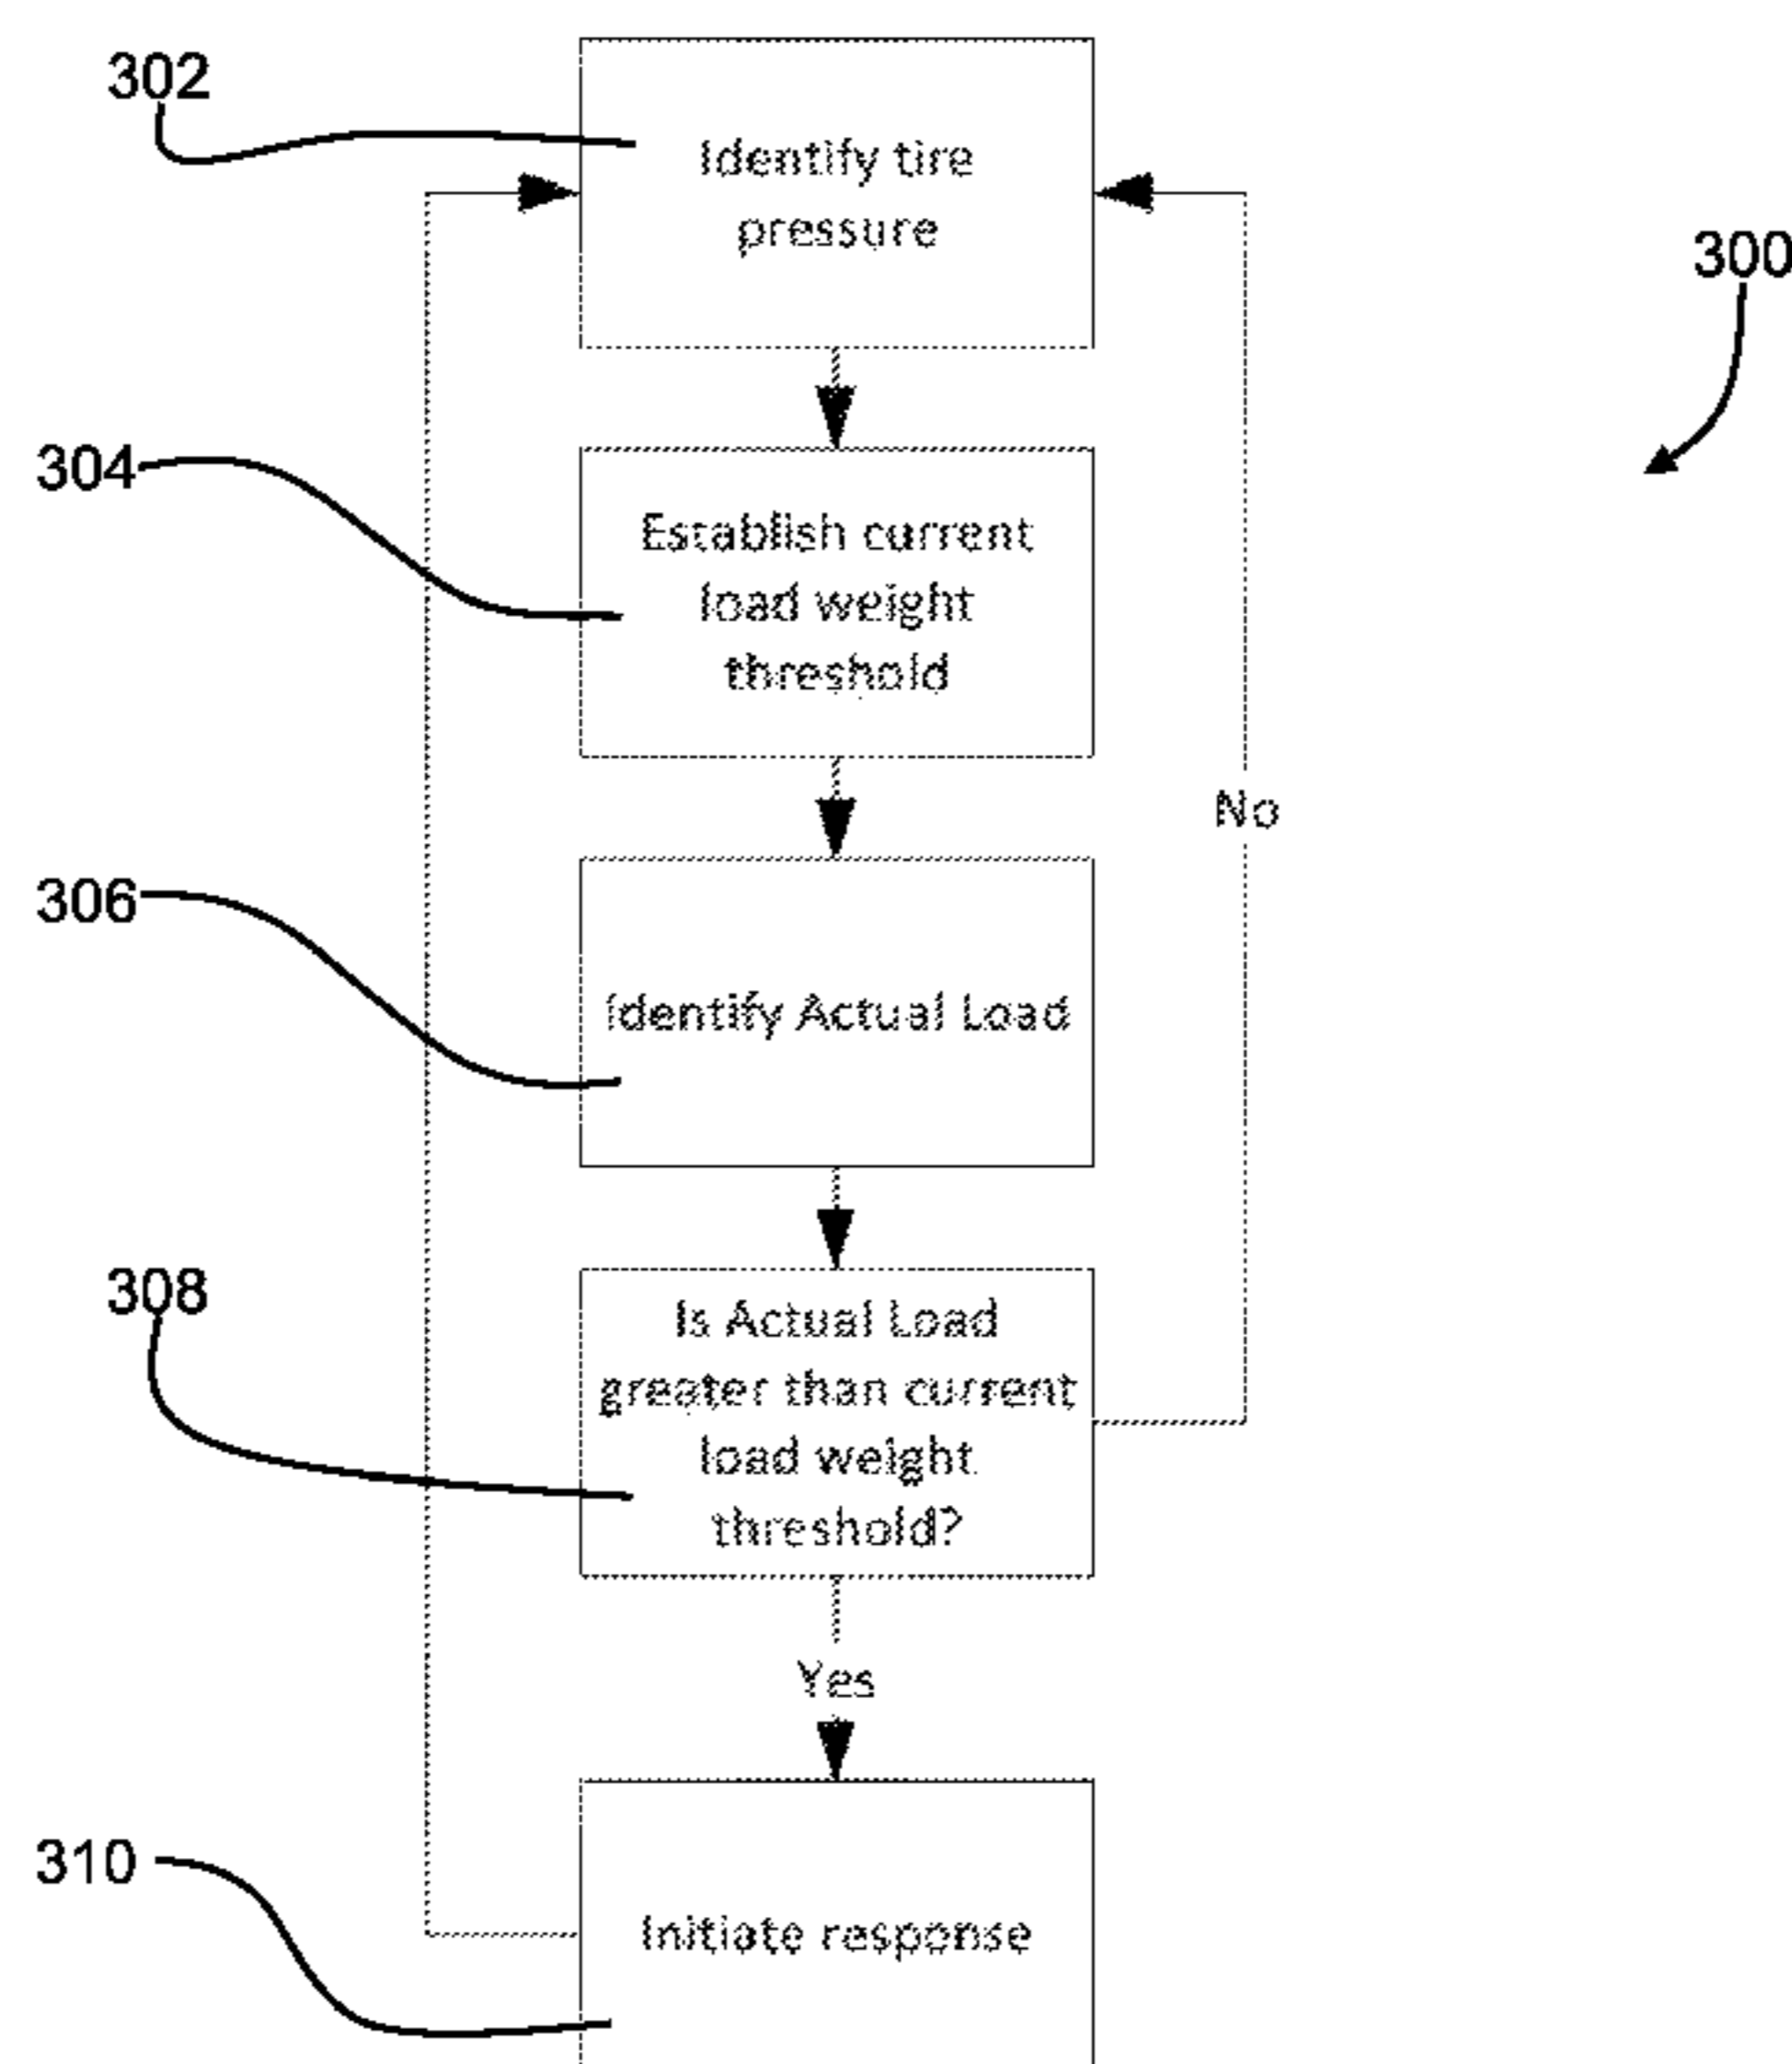 302
Identify tire
pressure
300
304
Establish current
load weight
threshold
No
306
Identify Actual Load
308
Is Actual Load
greater than current
load weight
threshold?
Yes
310
Initiate response